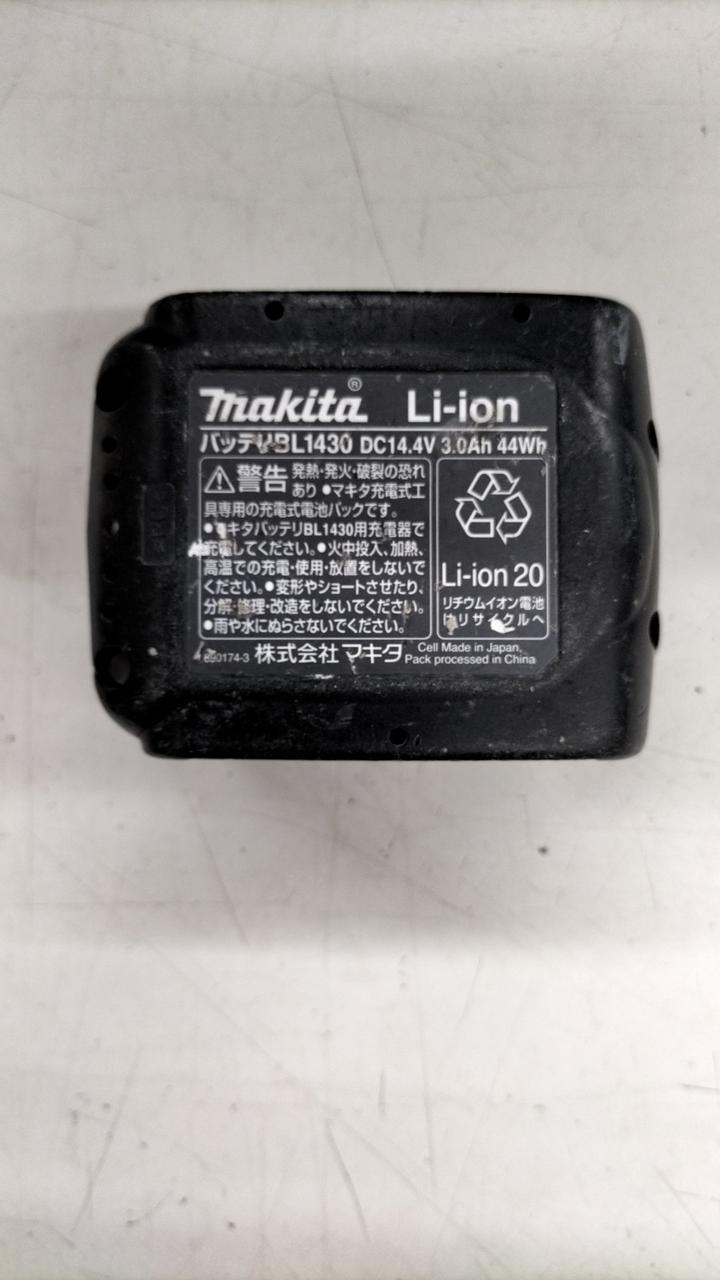 makita® Li-ion
バッテリBL1430 DC14.4V 3.0Ah 44Wh
警告 発熱・発火・破裂の恐れ
あり ●マキタ充電式工
具専用の充電式電池パックです。
●マキタバッテリBL1430用充電器で
充電してください。●火中投入、加熱、
高温での充電・使用・放置をしないで
ください。●変形やショートさせたり、
分解・修理・改造をしないでください。
●雨や水にぬらさないでください。
Li-ion 20
リチウムイオン電池
はリサイクルへ
890174-3 株式会社マキタ
Cell Made in Japan,
Pack processed in China